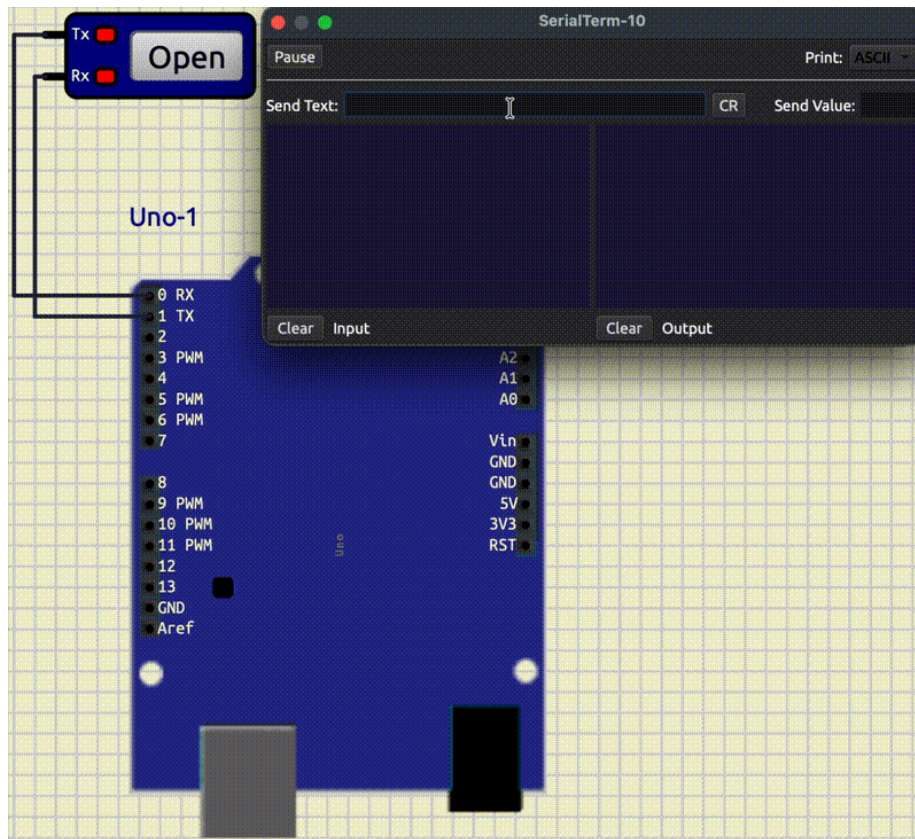 Tx
Rx
Open
SerialTerm-10
Pause
Print: ASCII
Send Text:
CR
Send Value:
Clear Input
Clear Output
Uno-1
0 RX
1 TX
2
3 PWM
4
5 PWM
6 PWM
7
8
9 PWM
10 PWM
11 PWM
12
13
GND
Aref
A2
A1
A0
Vin
GND
GND
5V
3V3
RST
Uno